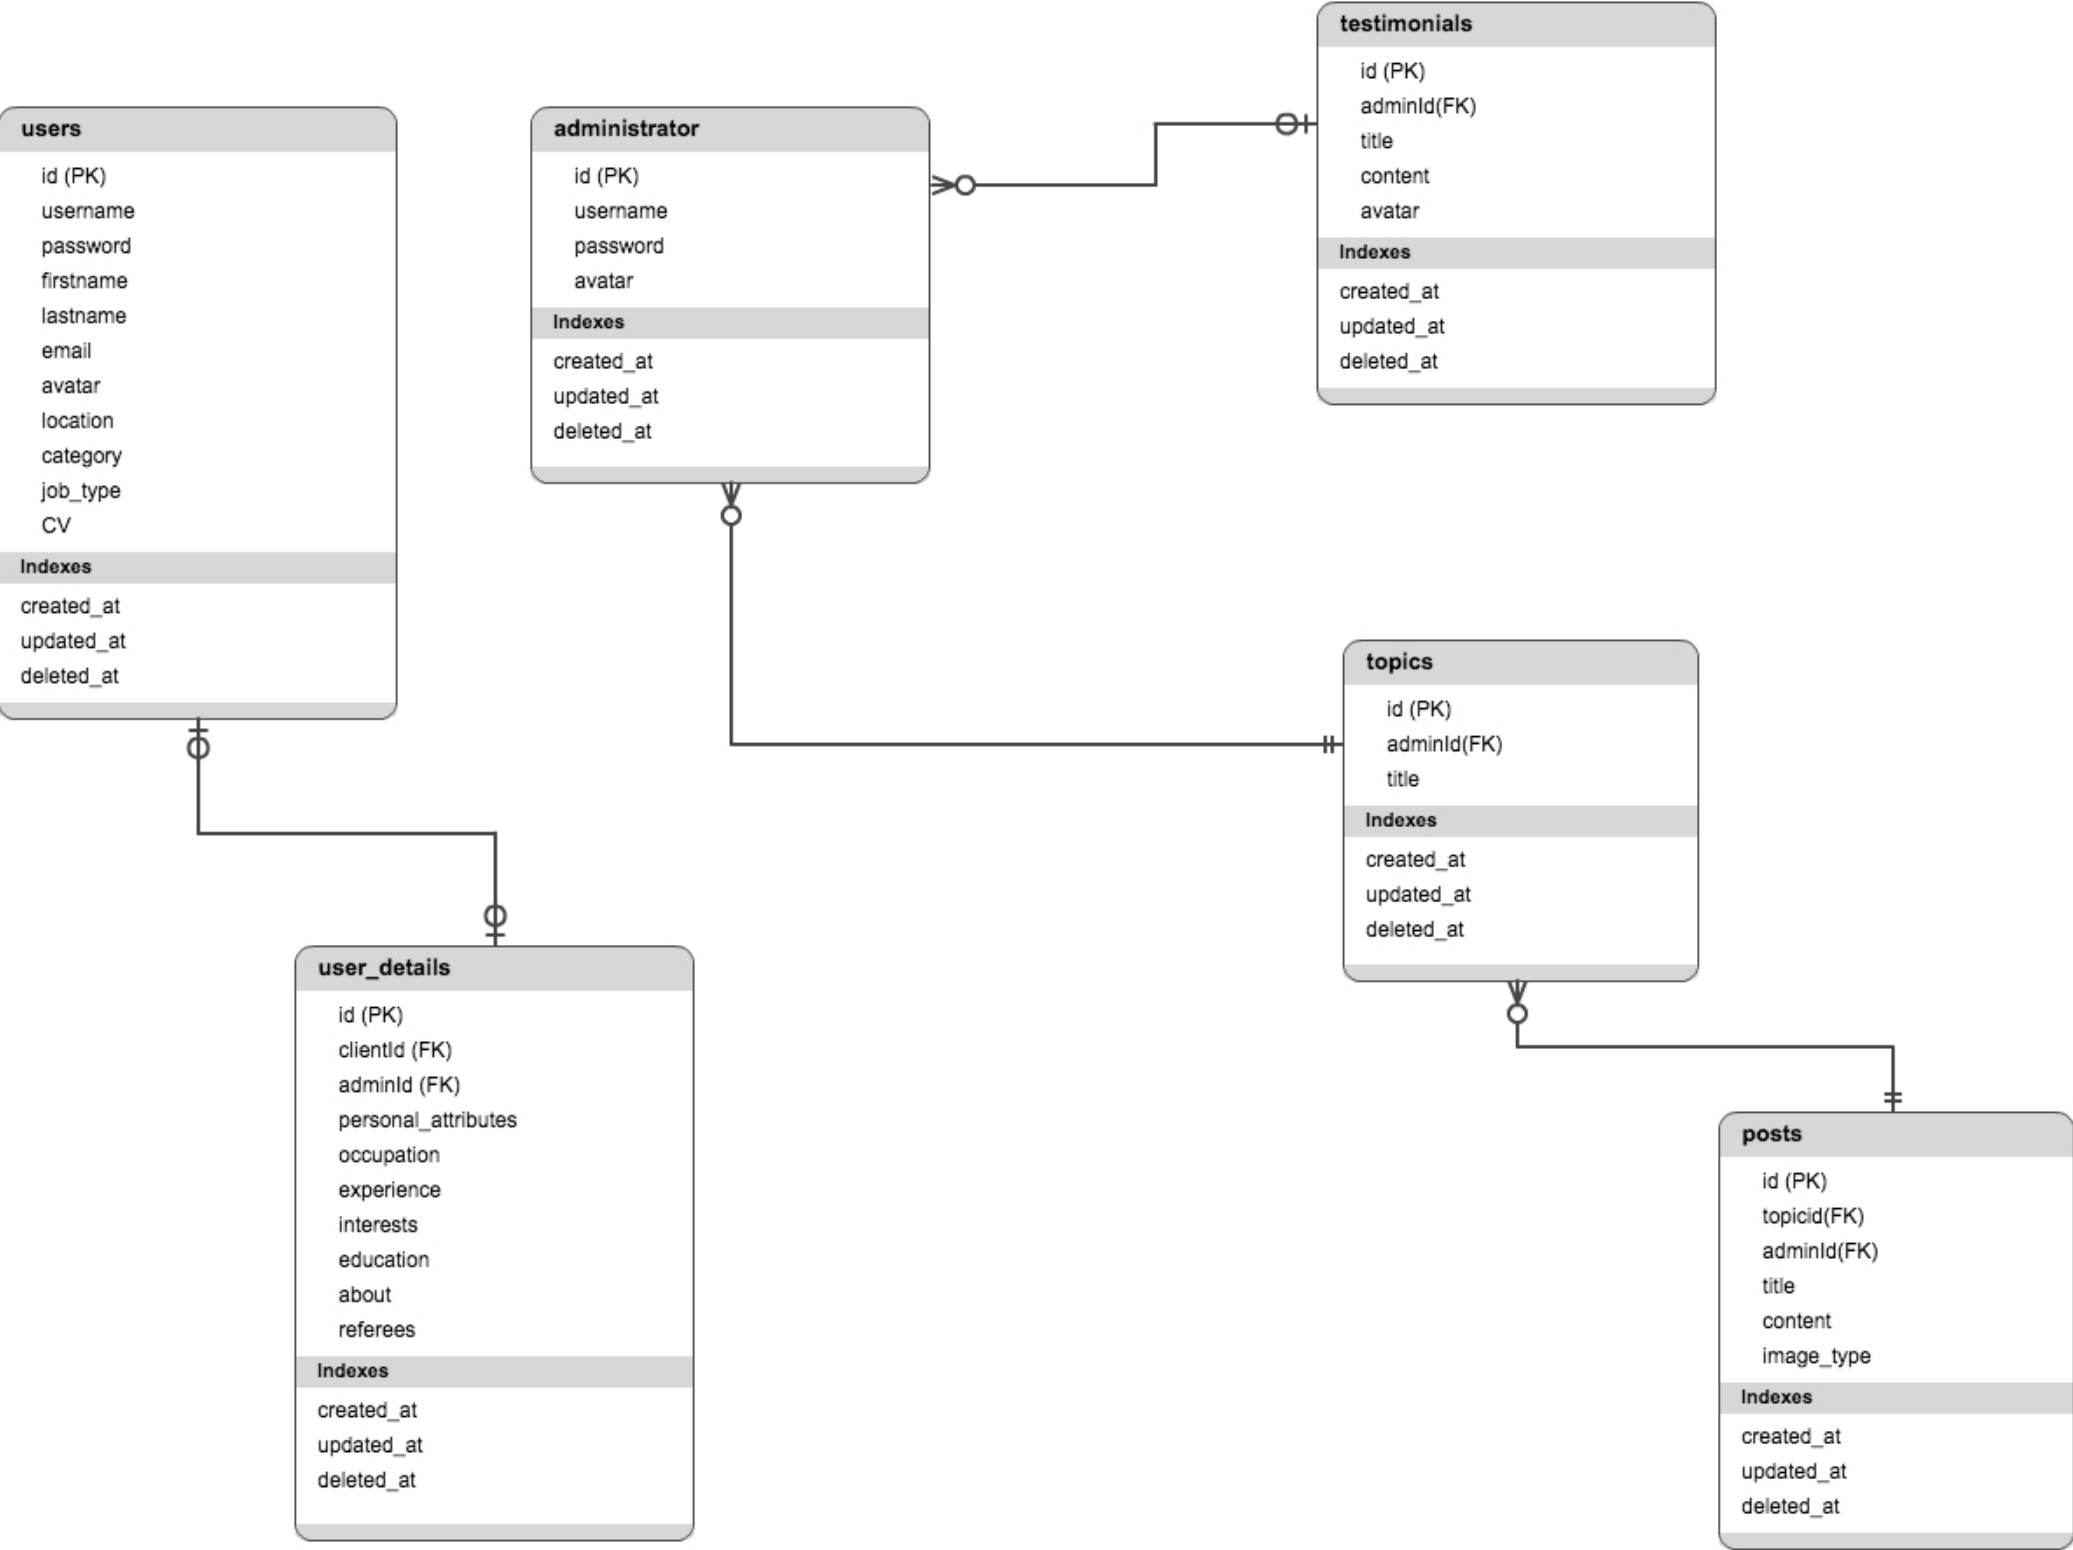 users
id (PK)
username
password
firstname
lastname
email
avatar
location
category
job_type
CV
Indexes
created_at
updated_at
deleted_at
administrator
id (PK)
username
password
avatar
Indexes
created_at
updated_at
deleted_at
testimonials
id (PK)
adminId(FK)
title
content
avatar
Indexes
created_at
updated_at
deleted_at
topics
id (PK)
adminId(FK)
title
Indexes
created_at
updated_at
deleted_at
user_details
id (PK)
clientId (FK)
adminId (FK)
personal_attributes
occupation
experience
interests
education
about
referees
Indexes
created_at
updated_at
deleted_at
posts
id (PK)
topicid(FK)
adminId(FK)
title
content
image_type
Indexes
created_at
updated_at
deleted_at